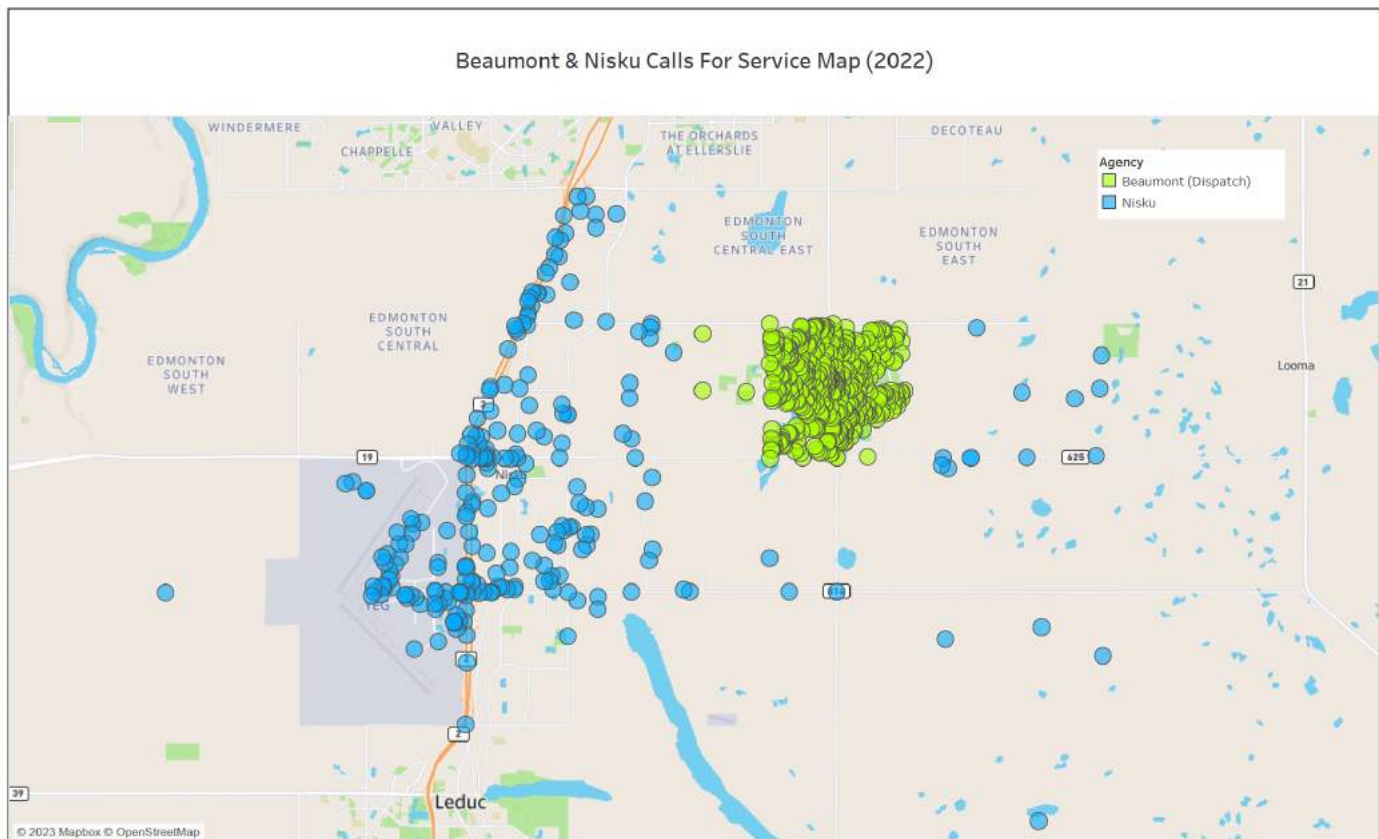 Beaumont & Nisku Calls For Service Map (2022)
WINDERMERE
VALLEY
CHAPPELLE
THE ORCHARDS
AT ELLERSLIE
DECOTEAU
Agency
Beaumont (Dispatch)
Nisku
EDMONTON
SOUTH
CENTRAL EAST
EDMONTON
SOUTH
EAST
21
EDMONTON
SOUTH
CENTRAL
EDMONTON
SOUTH
WEST
Looma
2
19
625
YEG
814
2
2
39
Leduc
© 2023 Mapbox © OpenStreetMap